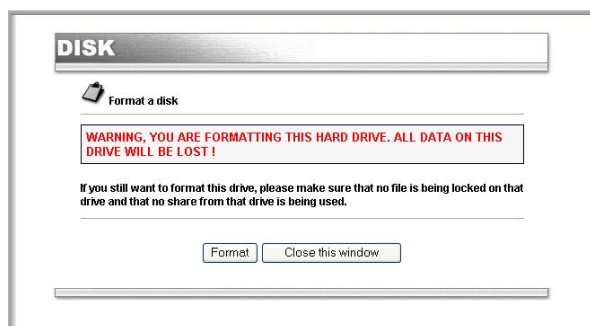 DISK
Format a disk
WARNING, YOU ARE FORMATTING THIS HARD DRIVE. ALL DATA ON THIS
DRIVE WILL BE LOST !
If you still want to format this drive, please make sure that no file is being locked on that
drive and that no share from that drive is being used.
Format Close this window